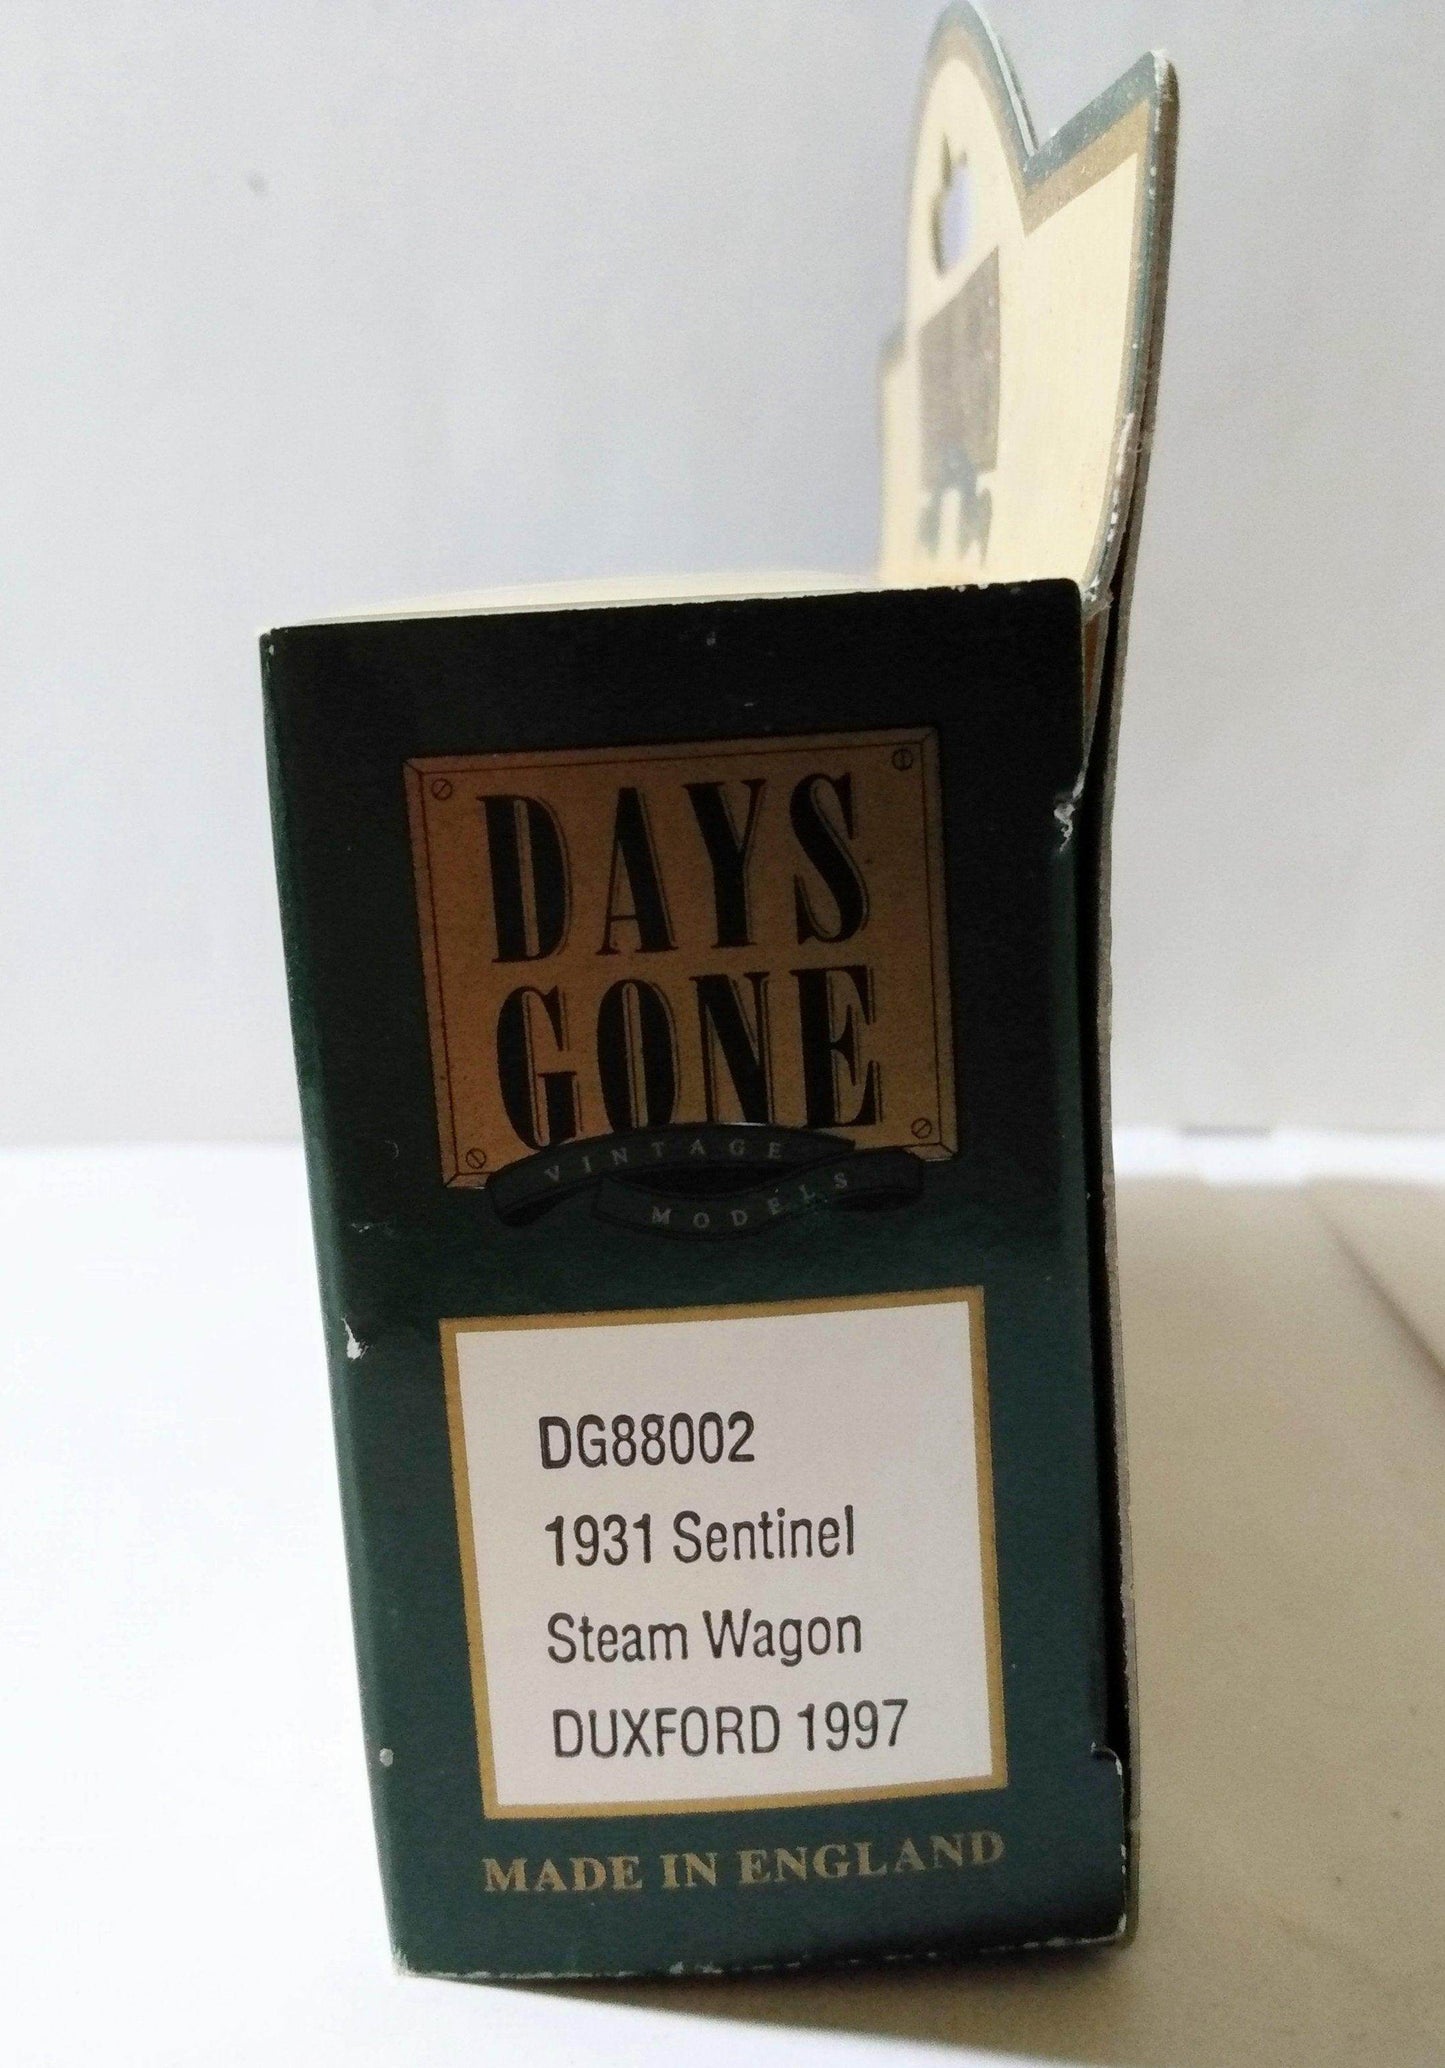 DAYS
GONE
VINTAGE
MODELS
DG88002
1931 Sentinel
Steam Wagon
DUXFORD 1997
MADE IN ENGLAND